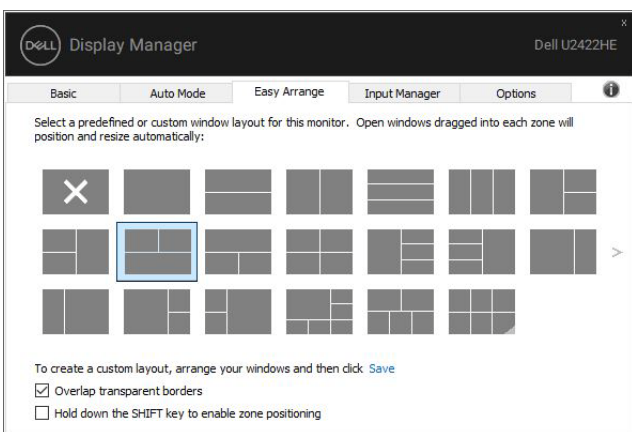 x
DELL Display Manager Dell U2422HE
Basic Auto Mode Easy Arrange Input Manager Options i
Select a predefined or custom window layout for this monitor. Open windows dragged into each zone will
position and resize automatically:
>
To create a custom layout, arrange your windows and then click Save
Overlap transparent borders
Hold down the SHIFT key to enable zone positioning